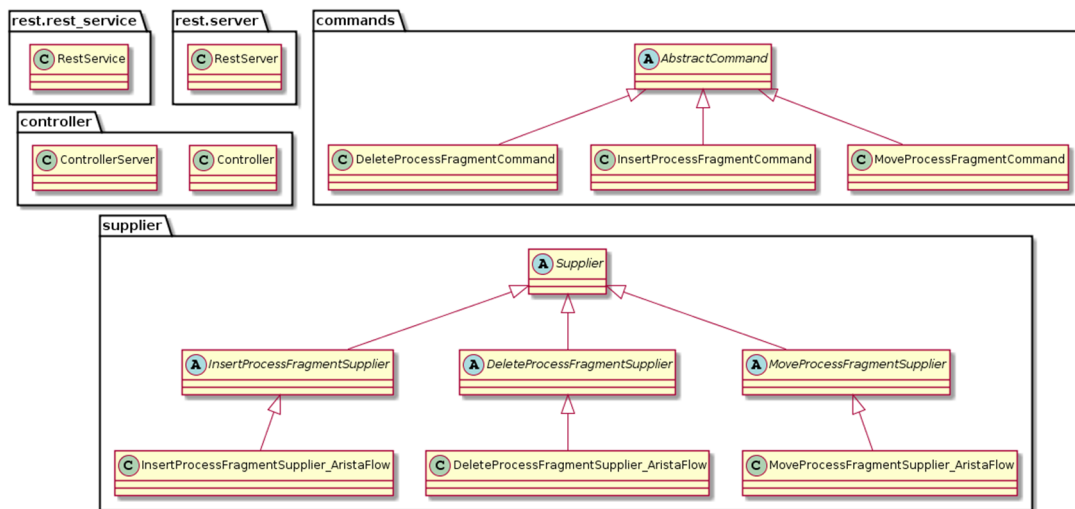 rest.rest_service
rest.server
commands
C RestService
C RestServer
A AbstractCommand
controller
C ControllerServer
C Controller
C DeleteProcessFragmentCommand
C InsertProcessFragmentCommand
C MoveProcessFragmentCommand
supplier
A Supplier
A InsertProcessFragmentSupplier
A DeleteProcessFragmentSupplier
A MoveProcessFragmentSupplier
C InsertProcessFragmentSupplier_AristaFlow
C DeleteProcessFragmentSupplier_AristaFlow
C MoveProcessFragmentSupplier_AristaFlow